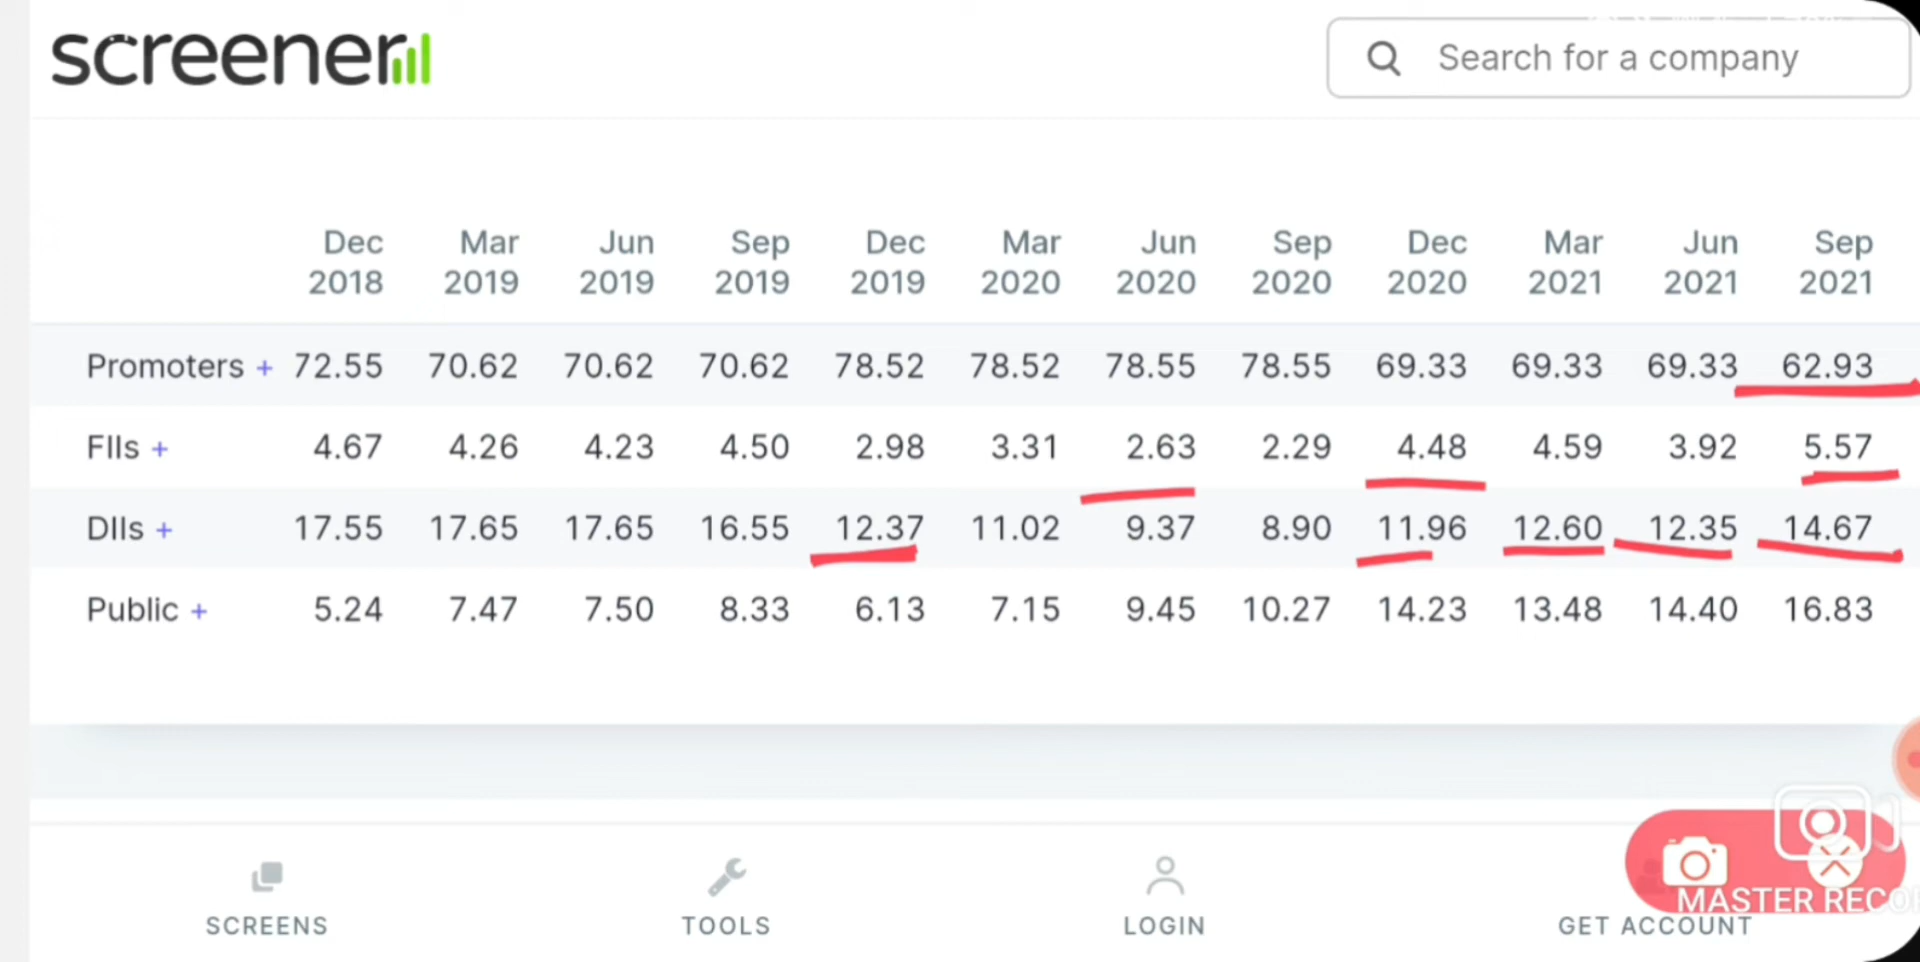 screener
Search for a company
Dec 2018 Mar 2019 Jun 2019 Sep 2019 Dec 2019 Mar 2020 Jun 2020 Sep 2020 Dec 2020 Mar 2021 Jun 2021 Sep 2021
Promoters + 72.55 70.62 70.62 70.62 78.52 78.52 78.55 78.55 69.33 69.33 69.33 62.93
FIIs + 4.67 4.26 4.23 4.50 2.98 3.31 2.63 2.29 4.48 4.59 3.92 5.57
DIIs + 17.55 17.65 17.65 16.55 12.37 11.02 9.37 8.90 11.96 12.60 12.35 14.67
Public + 5.24 7.47 7.50 8.33 6.13 7.15 9.45 10.27 14.23 13.48 14.40 16.83
MASTER RECO
SCREENS TOOLS LOGIN GET ACCOUNT